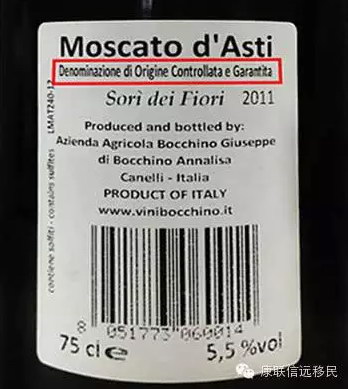 Moscato d'Asti
Denominazione di Origine Controllata e Garantita
Sorì dei Fiori 2011
Produced and bottled by:
Azienda Agricola Bocchino Giuseppe
di Bocchino Annalisa
Canelli - Italia
PRODUCT OF ITALY
www.vinibocchino.it
LMAT240-12
contiene solfiti - contains sulfites
8 051773 060014
75 cl e 5,5 %vol
康联信远移民